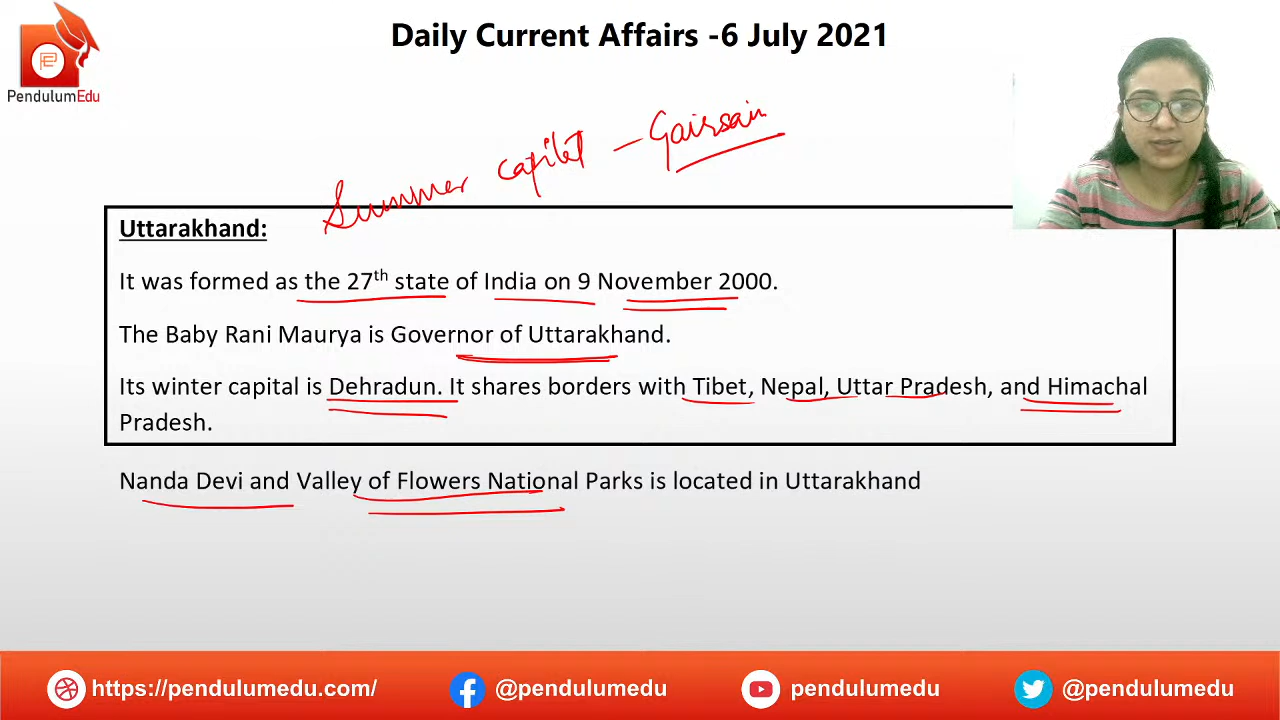 Daily Current Affairs -6 July 2021
PendulumEdu
Summer capital - Gairsain
Uttarakhand:
It was formed as the 27th state of India on 9 November 2000.
The Baby Rani Maurya is Governor of Uttarakhand.
Its winter capital is Dehradun. It shares borders with Tibet, Nepal, Uttar Pradesh, and Himachal
Pradesh.
Nanda Devi and Valley of Flowers National Parks is located in Uttarakhand
https://pendulumedu.com/ @pendulumedu pendulumedu @pendulumedu